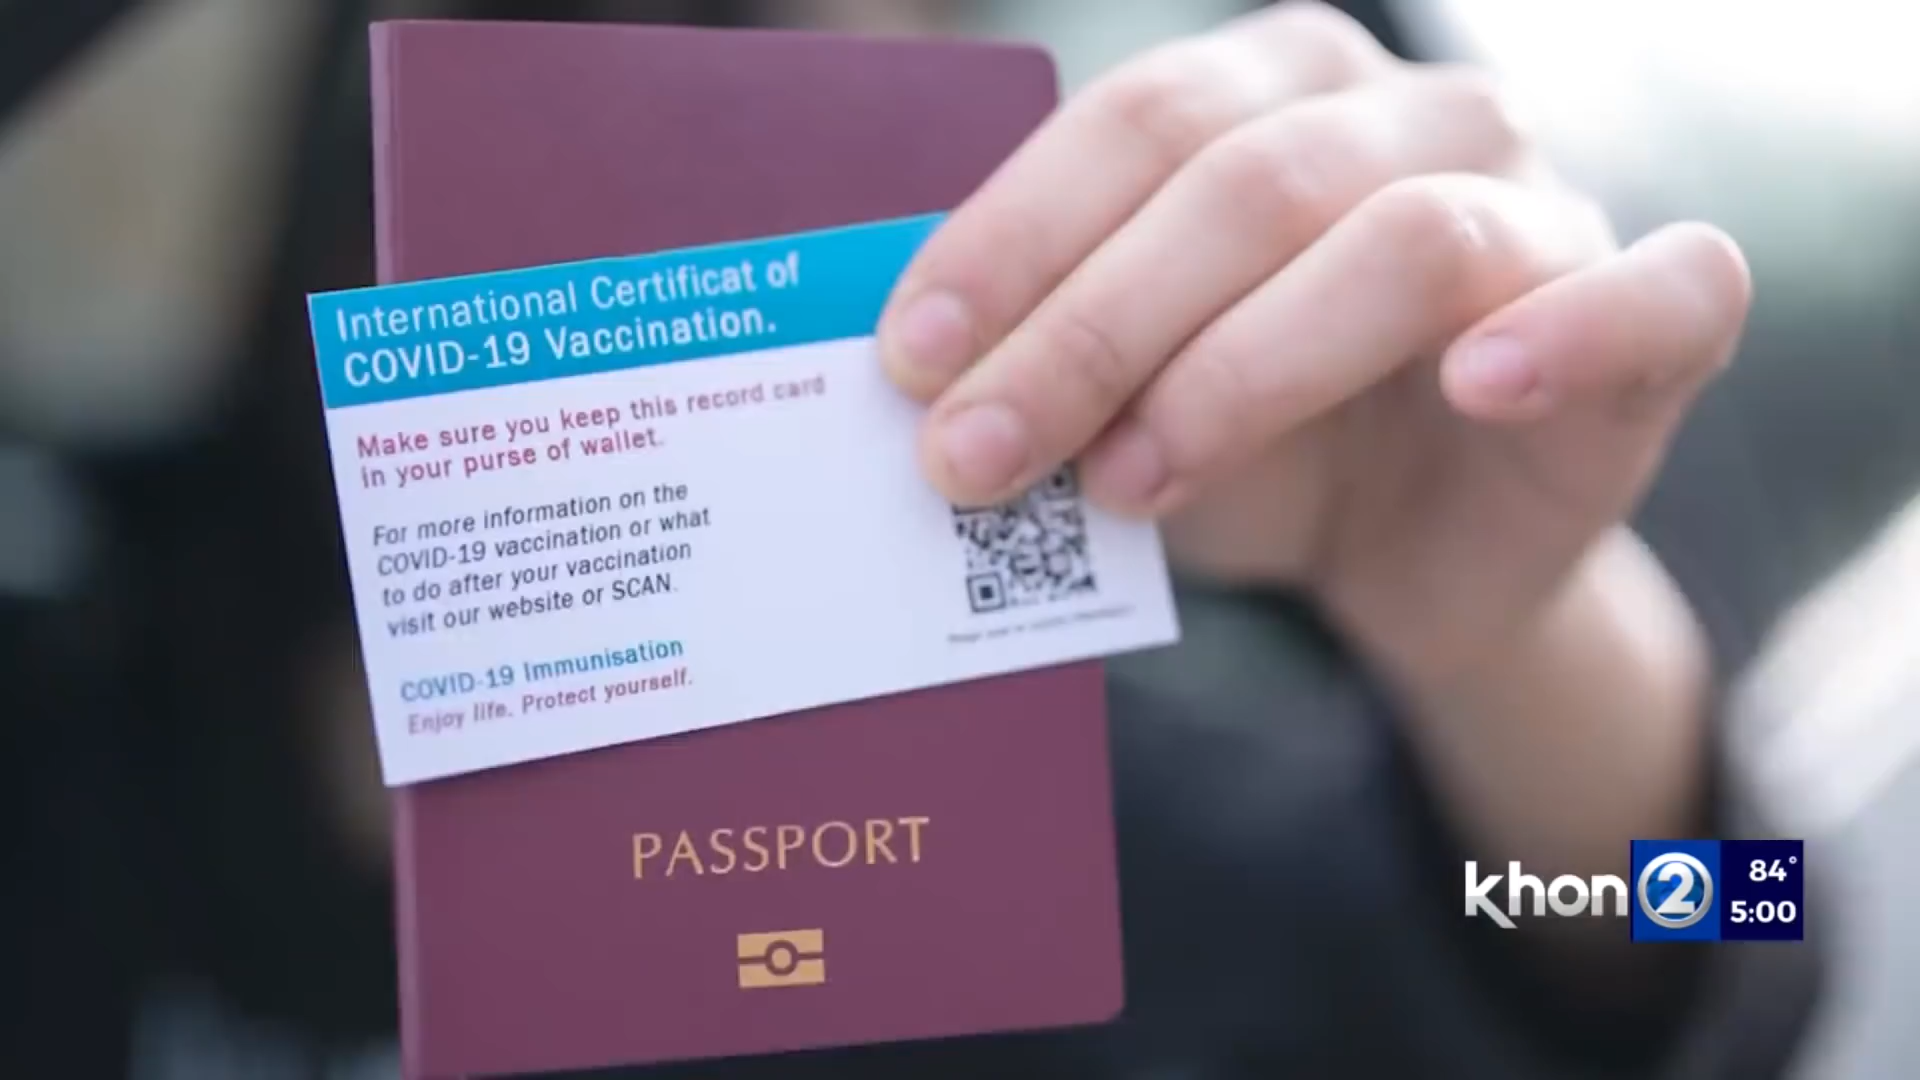 International Certificat of
COVID-19 Vaccination.
Make sure you keep this record card
in your purse of wallet.
For more information on the
COVID-19 vaccination or what
to do after your vaccination
visit our website or SCAN.
COVID-19 Immunisation
Enjoy life. Protect yourself.
PASSPORT
khon 2
84°
5:00